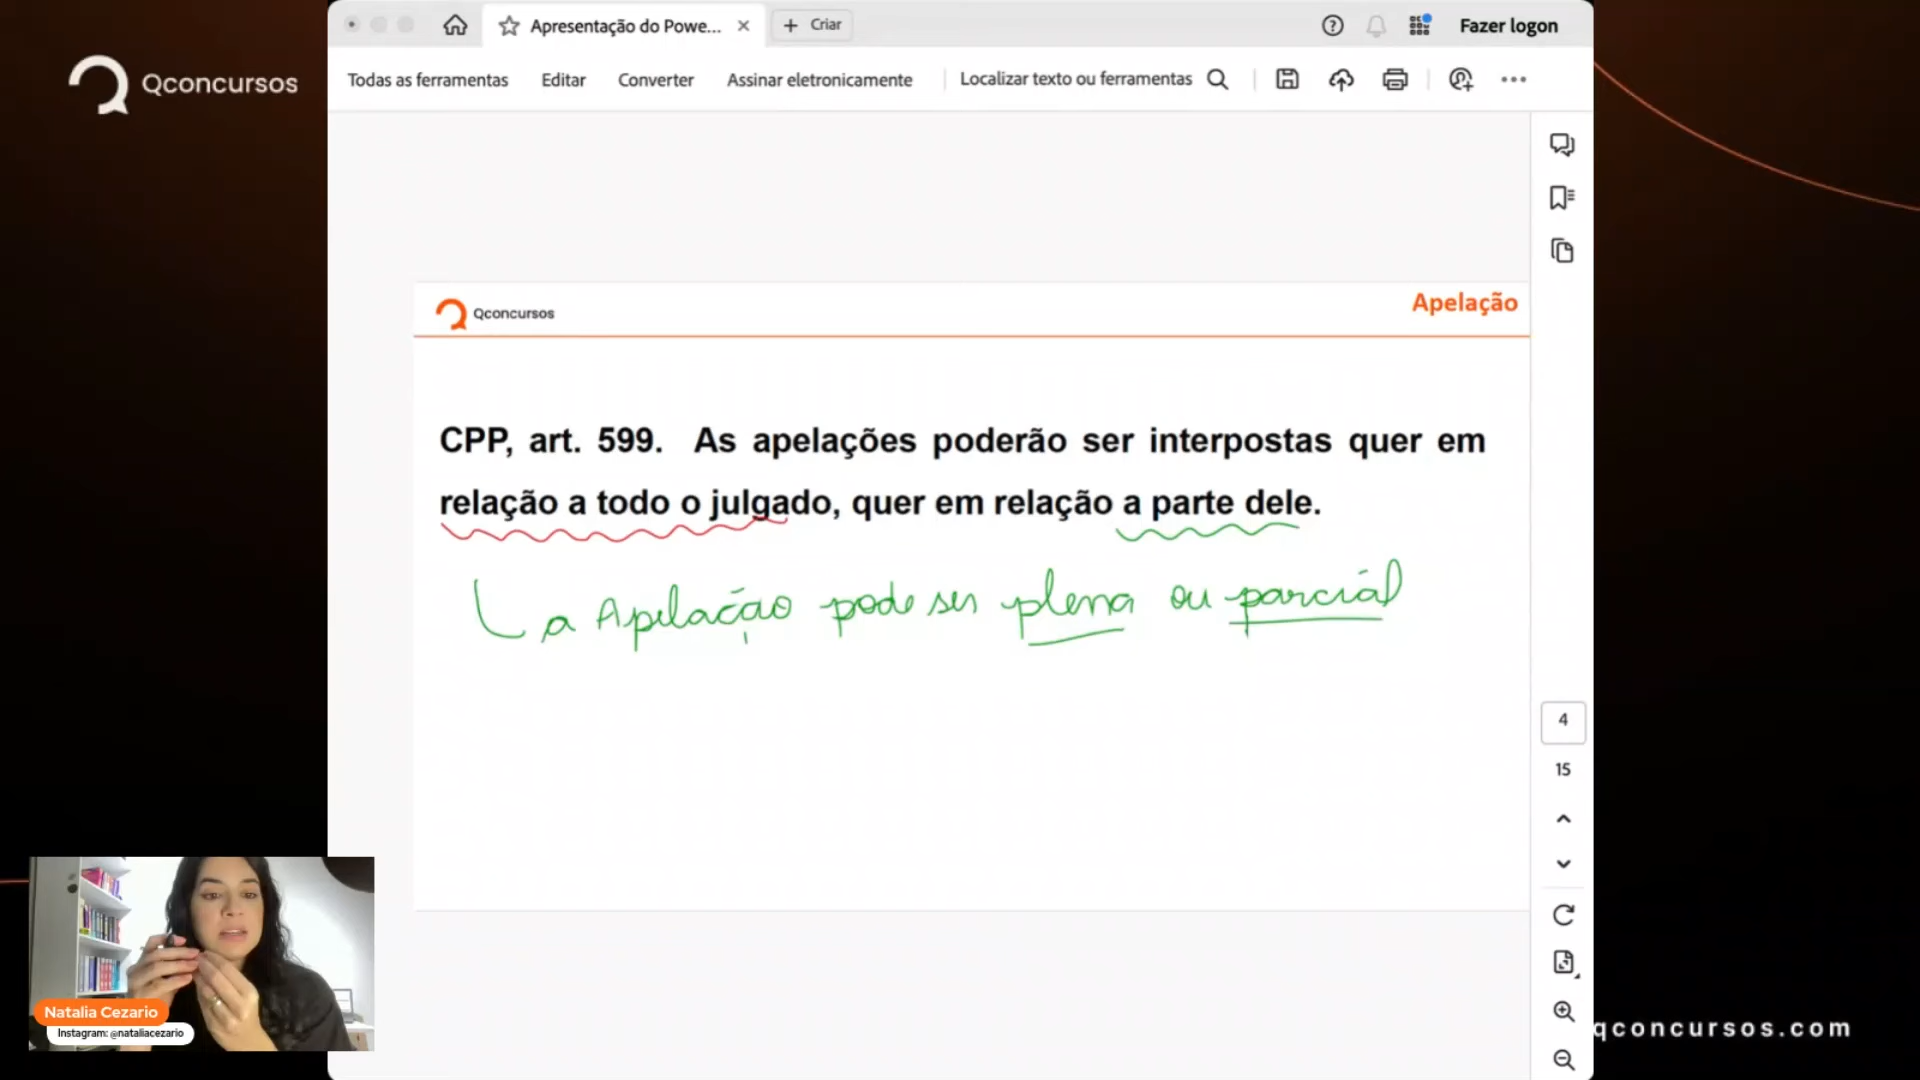 Qconcursos
Apresentação do Powe...
Criar
Fazer logon
Todas as ferramentas
Editar
Converter
Assinar eletronicamente
Localizar texto ou ferramentas
Qconcursos
Apelação
CPP, art. 599. As apelações poderão ser interpostas quer em
relação a todo o julgado, quer em relação a parte dele.
a Apelação pode ser plena ou parcial
4
15
Natalia Cezario
Instagram: @nataliacezario
qconcursos.com